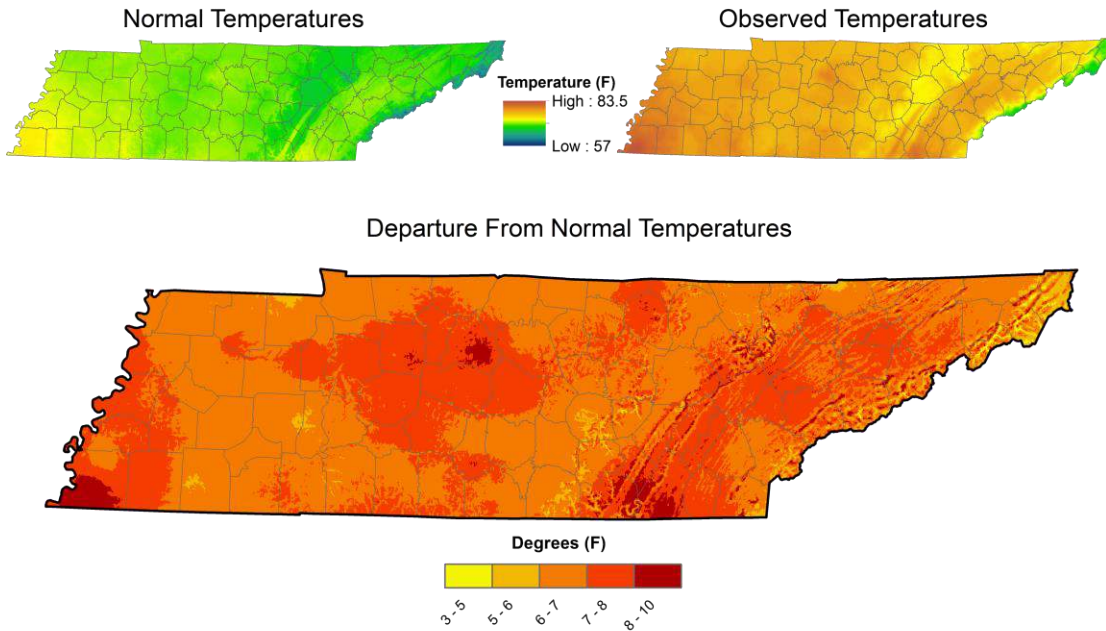 Normal Temperatures
Observed Temperatures
Temperature (F)
High : 83.5
Low : 57
Departure From Normal Temperatures
Degrees (F)
3 - 5
5 - 6
6 - 7
7 - 8
8 - 10